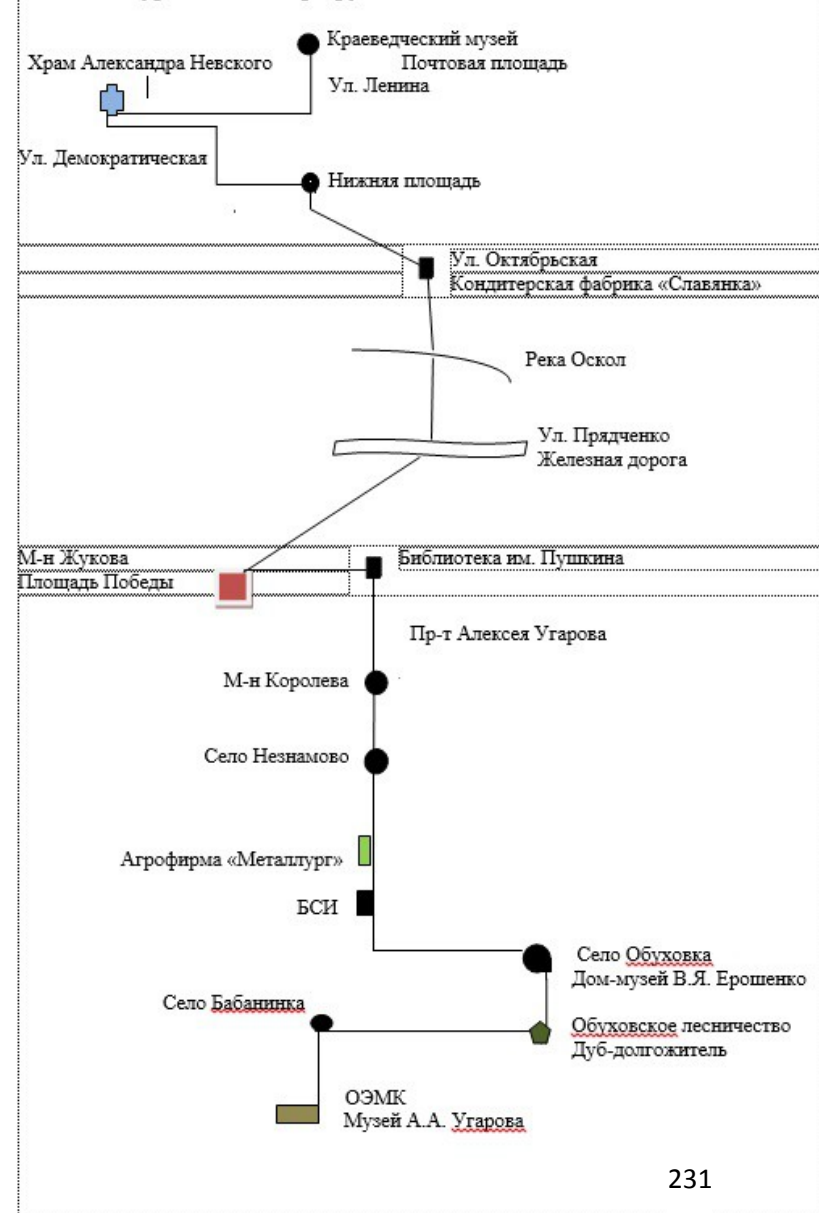 Краеведческий музей
Храм Александра Невского
Почтовая площадь
Ул. Ленина
Ул. Демократическая
Нижняя площадь
Ул. Октябрьская
Кондитерская фабрика «Славянка»
Река Оскол
Ул. Прядченко
Железная дорога
М-н Жукова
Библиотека им. Пушкина
Площадь Победы
Пр-т Алексея Угарова
М-н Королева
Село Незнамово
Агрофирма «Металлург»
БСИ
Село Обуховка
Дом-музей В.Я. Ерошенко
Село Бабанинка
Обуховское лесничество
Дуб-долгожитель
ОЭМК
Музей А.А. Угарова
231